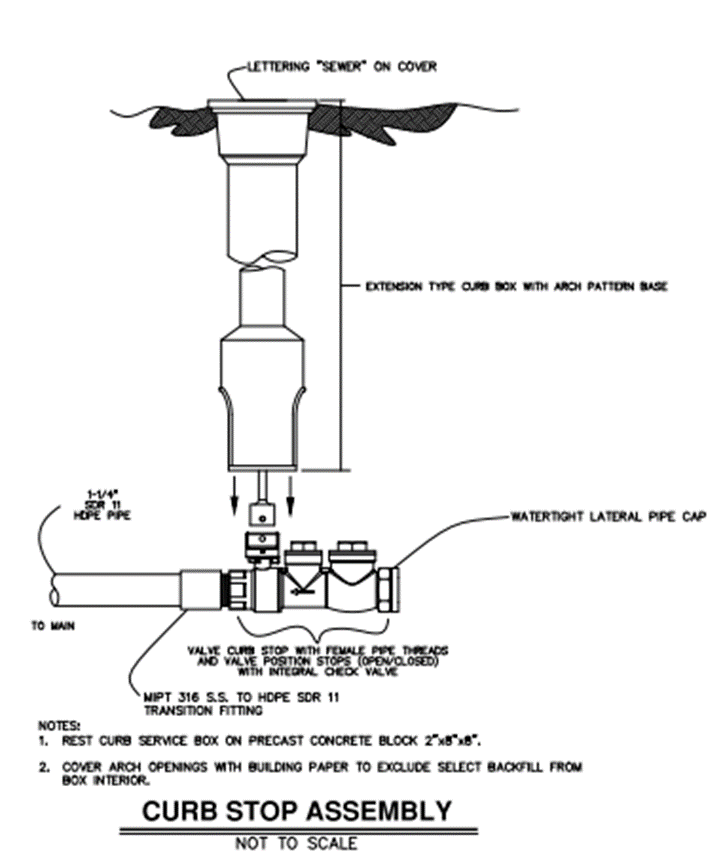 LETTERING "SEWER" ON COVER
EXTENSION TYPE CURB BOX WITH ARCH PATTERN BASE
1-1/4"
SDR 11
HDPE PIPE
WATERTIGHT LATERAL PIPE CAP
TO MAIN
VALVE CURB STOP WITH FEMALE PIPE THREADS
AND VALVE POSITION STOPS (OPEN/CLOSED)
WITH INTEGRAL CHECK VALVE
MIPT 316 S.S. TO HDPE SDR 11
TRANSITION FITTING
NOTES:
1. REST CURB SERVICE BOX ON PRECAST CONCRETE BLOCK 2"x8"x8".
2. COVER ARCH OPENINGS WITH BUILDING PAPER TO EXCLUDE SELECT BACKFILL FROM
BOX INTERIOR.
CURB STOP ASSEMBLY
NOT TO SCALE